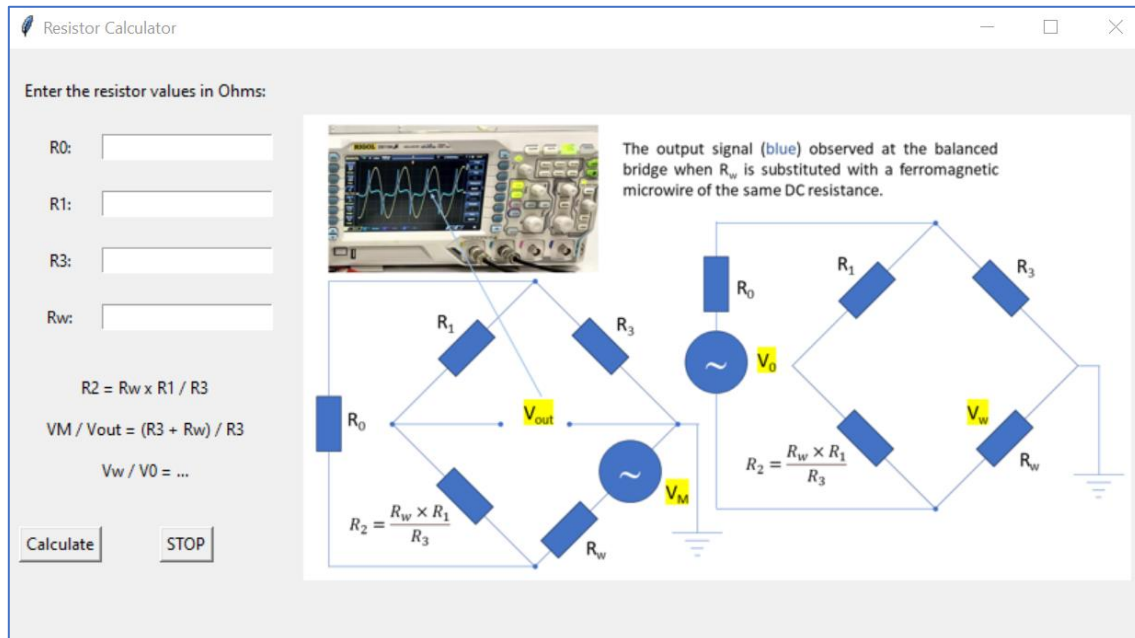 Resistor Calculator
Enter the resistor values in Ohms:
R0:
R1:
R3:
Rw:
R2 = Rw x R1 / R3
VM / Vout = (R3 + Rw) / R3
Vw / V0 = ...
Calculate
STOP
RIGOL
The output signal (blue) observed at the balanced
bridge when Rw is substituted with a ferromagnetic
microwire of the same DC resistance.
R1
R3
R0
Vout
~
VM
R2 = Rw × R1 / R3
Rw
R0
~
V0
R1
R3
Vw
R2 = Rw × R1 / R3
Rw